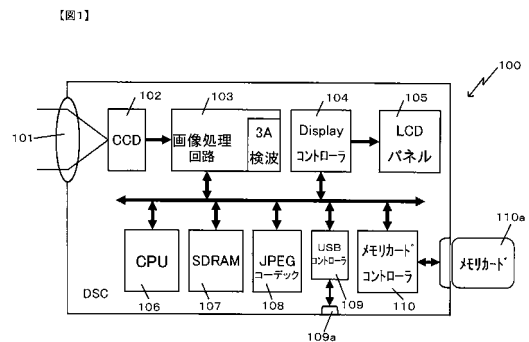 【図1】
100
101
102
103
104
105
CCD
画像処理
回路
3A
検波
Display
コントローラ
LCD
パネル
110a
CPU
SDRAM
JPEG
コーデック
USB
コントローラ
メモリカード
コントローラ
メモリカード
DSC
106
107
108
109
110
109a